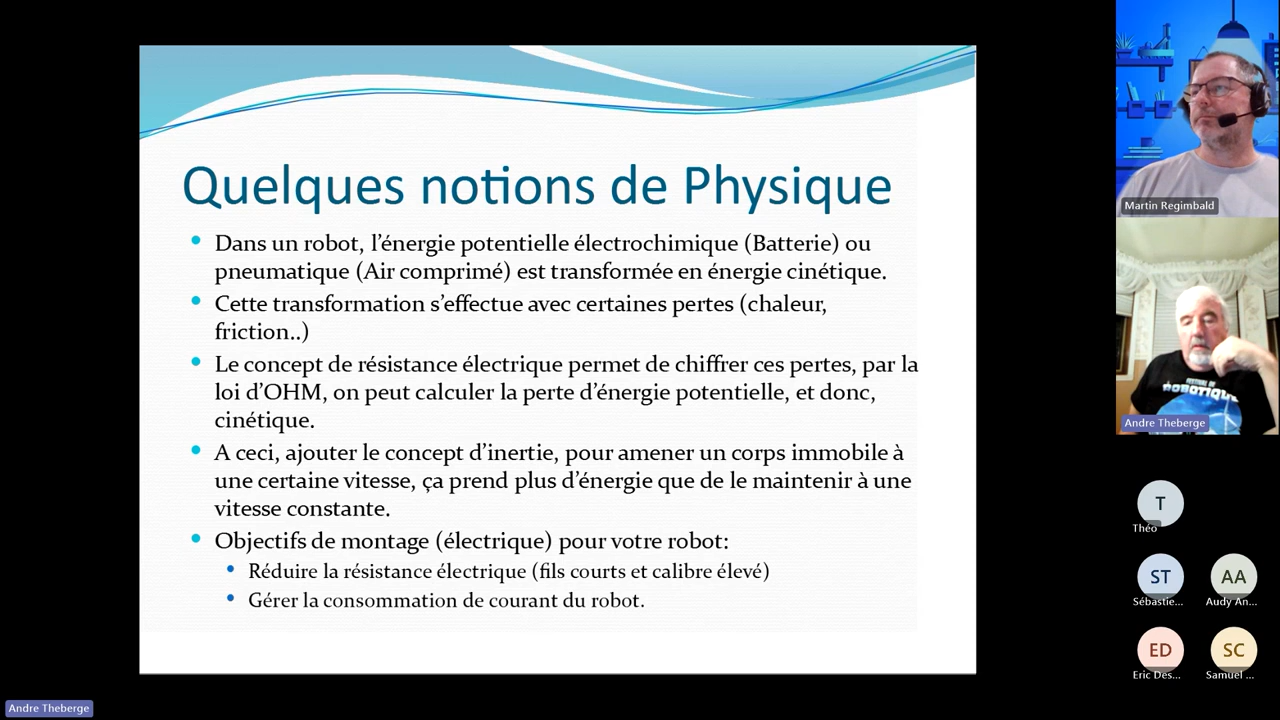 Quelques notions de Physique
Dans un robot, l'énergie potentielle électrochimique (Batterie) ou
pneumatique (Air comprimé) est transformée en énergie cinétique.
Cette transformation s'effectue avec certaines pertes (chaleur,
friction..)
Le concept de résistance électrique permet de chiffrer ces pertes, par la
loi d'OHM, on peut calculer la perte d'énergie potentielle, et donc,
cinétique.
A ceci, ajouter le concept d'inertie, pour amener un corps immobile à
une certaine vitesse, ça prend plus d'énergie que de le maintenir à une
vitesse constante.
Objectifs de montage (électrique) pour votre robot:
Réduire la résistance électrique (fils courts et calibre élevé)
Gérer la consommation de courant du robot.
Martin Regimbald
FESTIVAL DE
ROBOTIQUE
Andre Theberge
T
Théo
ST
Sébastie...
AA
Audy An...
ED
Eric Des...
SC
Samuel ...
Andre Theberge